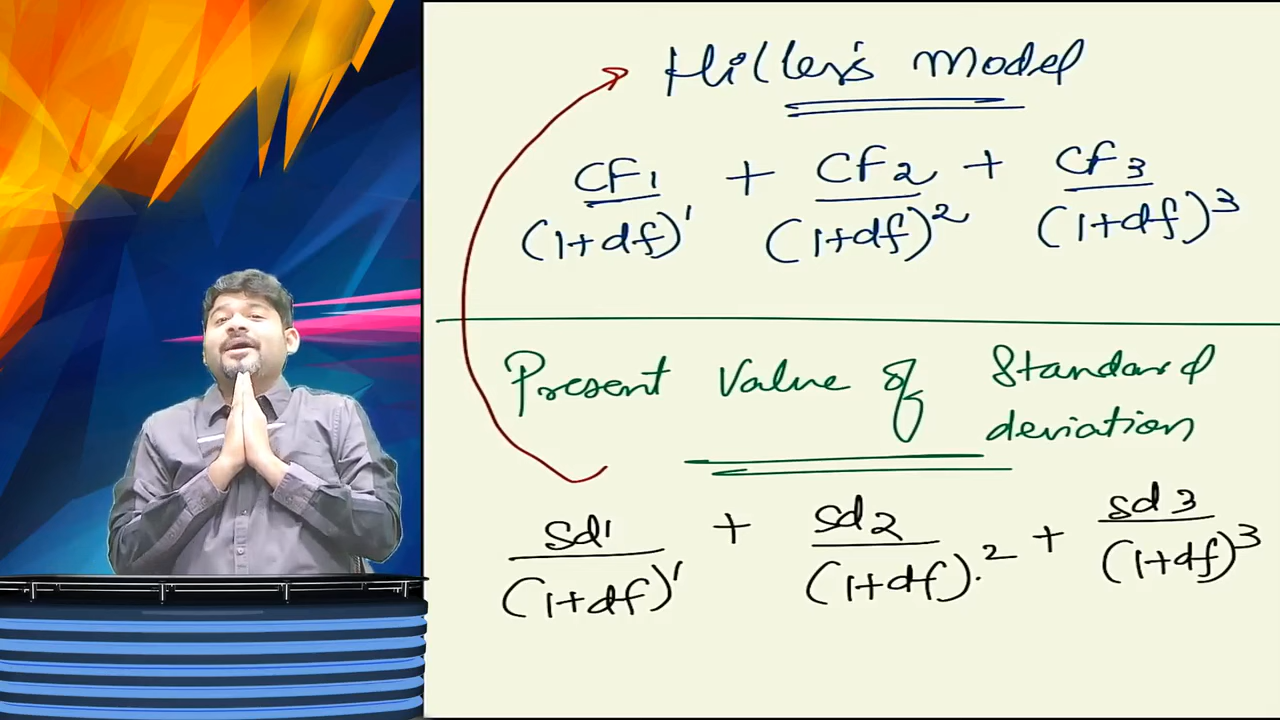 Hiller's Model
CF1 + CF2 + CF3
(1+df)^1 (1+df)^2 (1+df)^3
Present Value of Standard
deviation
sd1 + sd2 + sd3
(1+df)^1 (1+df).^2 (1+df)^3